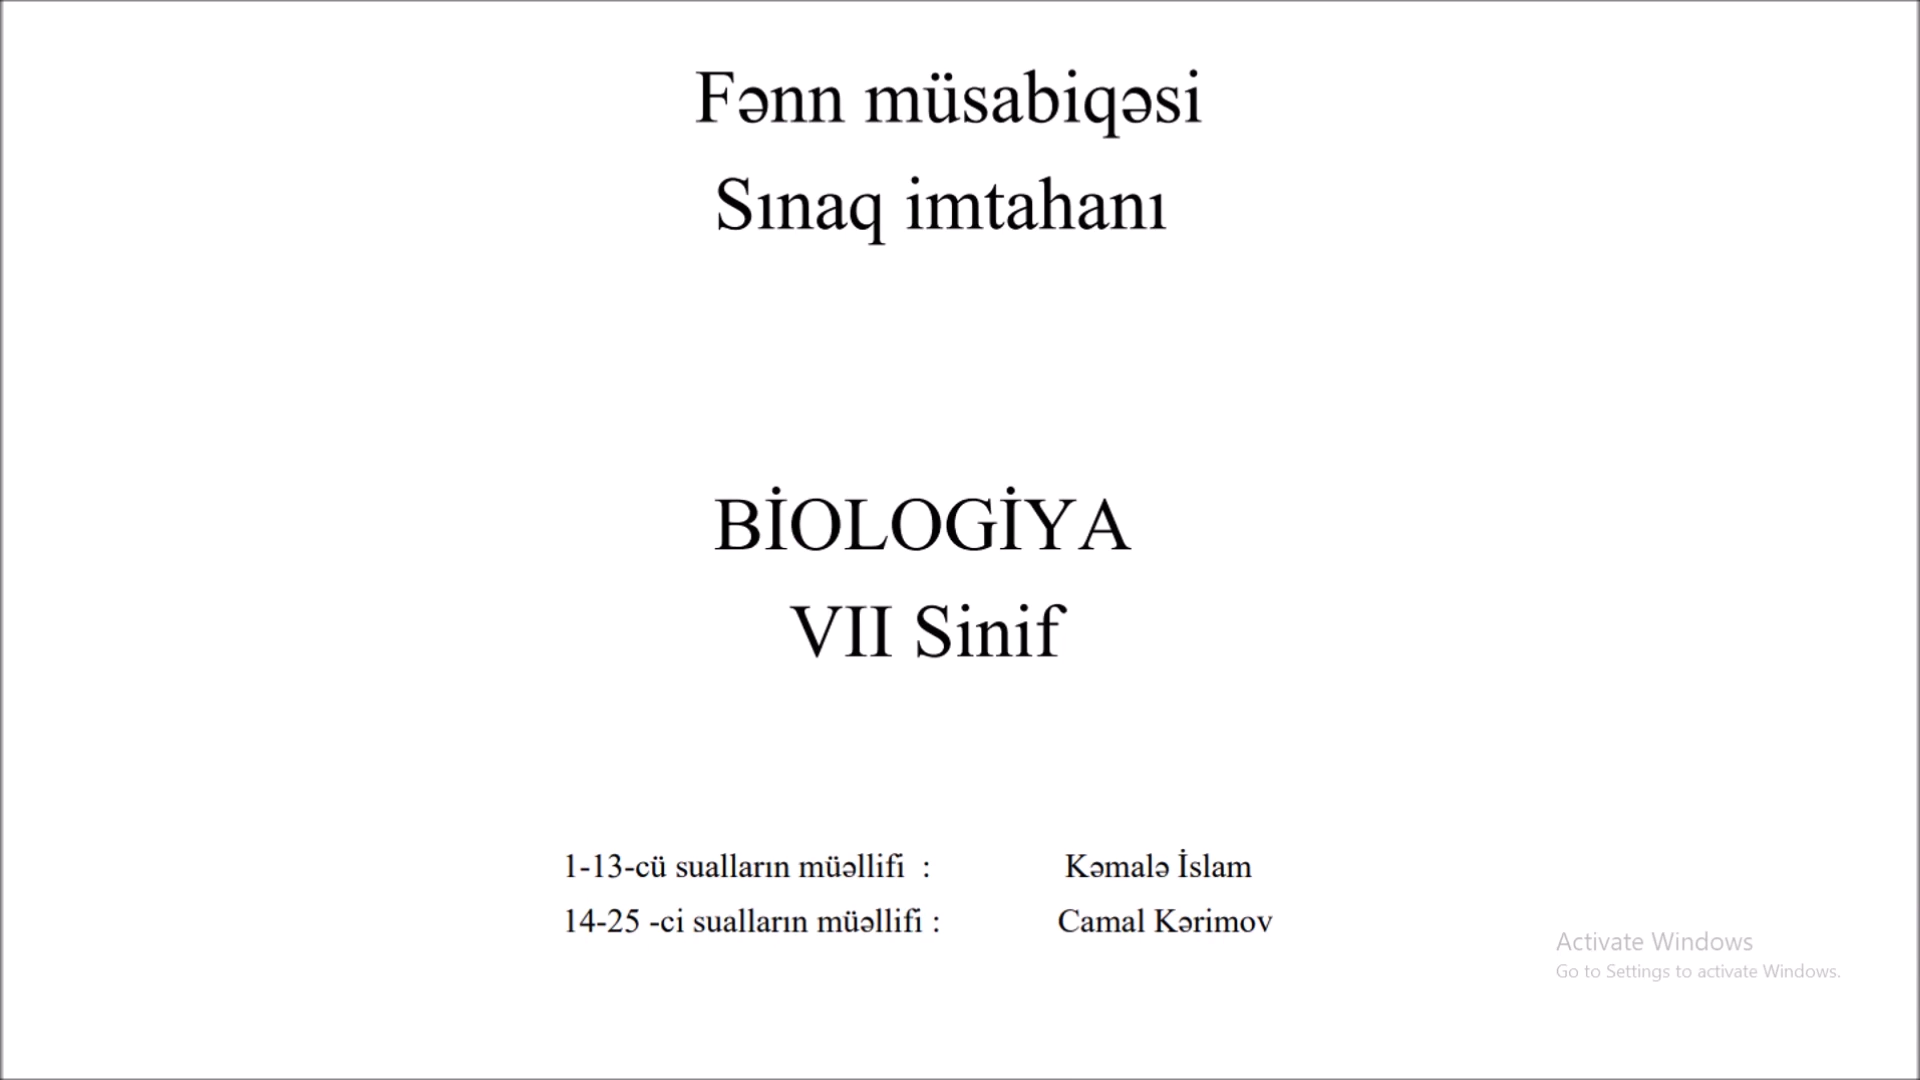 Fənn müsabiqəsi
Sınaq imtahanı
BİOLOGİYA
VII Sinif
1-13-cü sualların müəllifi : Kəmalə İslam
14-25 -ci sualların müəllifi : Camal Kərimov
Activate Windows
Go to Settings to activate Windows.